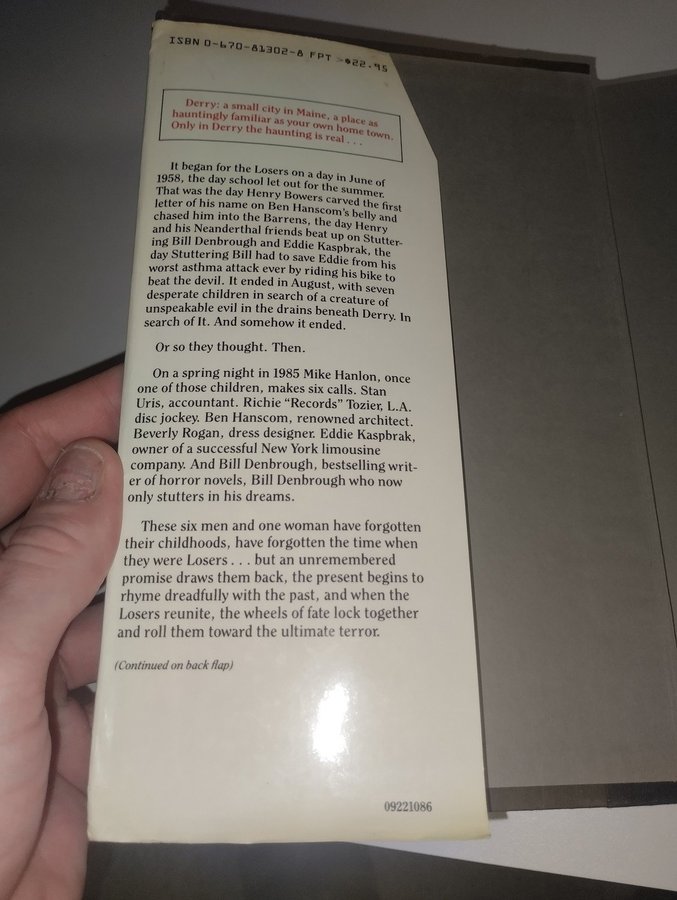 ISBN 0-670-81302-8 FPT >$22.95
Derry: a small city in Maine, a place as
hauntingly familiar as your own home town.
Only in Derry the haunting is real . . .
It began for the Losers on a day in June of
1958, the day school let out for the summer.
That was the day Henry Bowers carved the first
letter of his name on Ben Hanscom's belly and
chased him into the Barrens, the day Henry
and his Neanderthal friends beat up on Stutter-
ing Bill Denbrough and Eddie Kaspbrak, the
day Stuttering Bill had to save Eddie from his
worst asthma attack ever by riding his bike to
beat the devil. It ended in August, with seven
desperate children in search of a creature of
unspeakable evil in the drains beneath Derry. In
search of It. And somehow it ended.
Or so they thought. Then.
On a spring night in 1985 Mike Hanlon, once
one of those children, makes six calls. Stan
Uris, accountant. Richie “Records” Tozier, L.A.
disc jockey. Ben Hanscom, renowned architect.
Beverly Rogan, dress designer. Eddie Kaspbrak,
owner of a successful New York limousine
company. And Bill Denbrough, bestselling writ-
er of horror novels, Bill Denbrough who now
only stutters in his dreams.
These six men and one woman have forgotten
their childhoods, have forgotten the time when
they were Losers . . . but an unremembered
promise draws them back, the present begins to
rhyme dreadfully with the past, and when the
Losers reunite, the wheels of fate lock together
and roll them toward the ultimate terror.
(Continued on back flap)
09221086